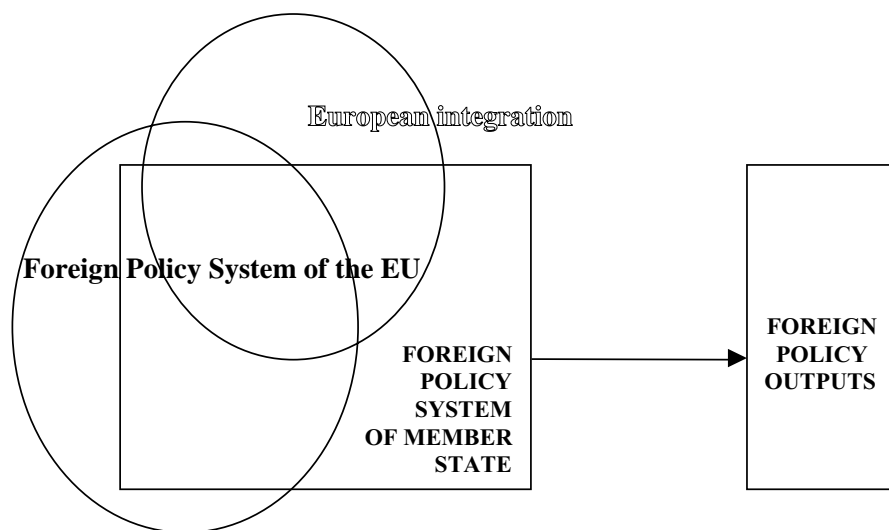 European integration
Foreign Policy System of the EU
FOREIGN
POLICY
SYSTEM
OF MEMBER
STATE
FOREIGN
POLICY
OUTPUTS